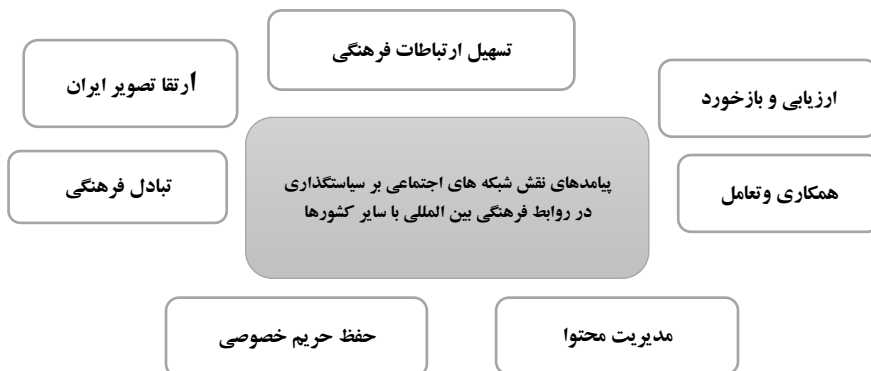 تسهیل ارتباطات فرهنگی
أرتقا تصویر ایران
ارزیابی و بازخورد
تبادل فرهنگی
پیامدهای نقش شبکه های اجتماعی بر سیاستگذاری
در روابط فرهنگی بین المللی با سایر کشورها
همکاری وتعامل
حفظ حریم خصوصی
مدیریت محتوا